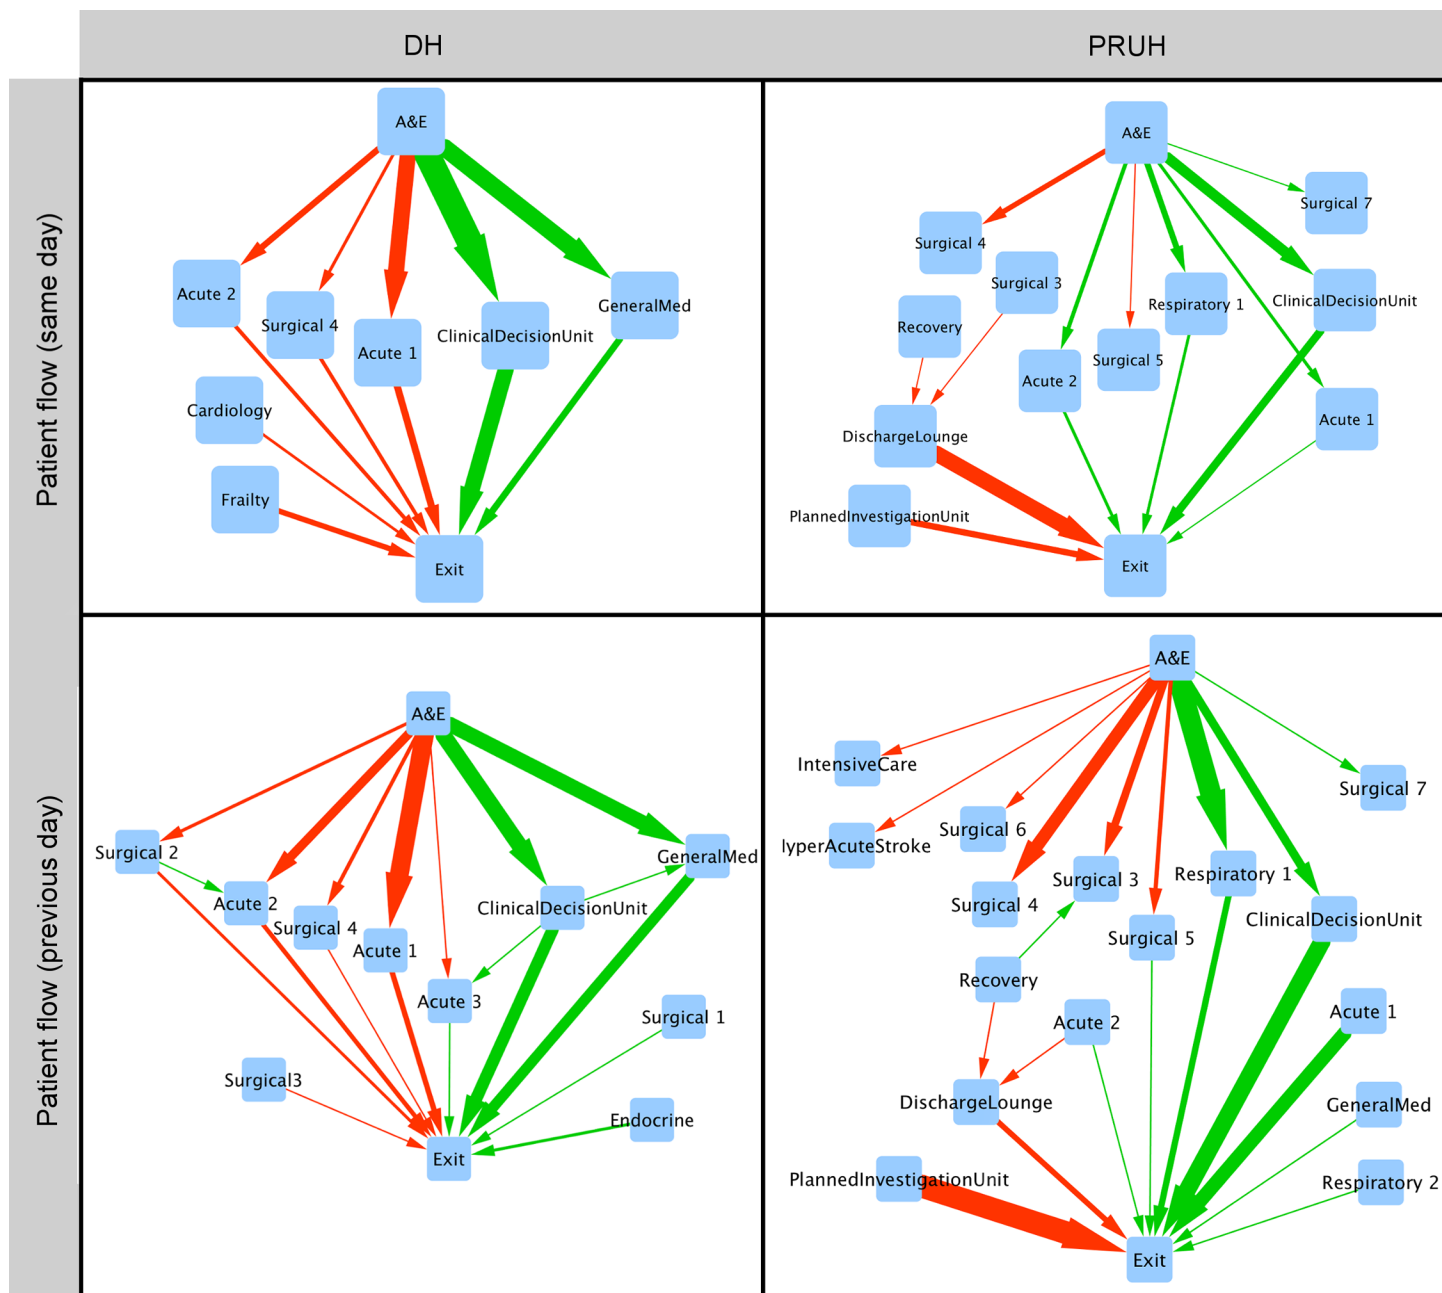 DH
PRUH
Patient flow (same day)
A&E
Acute 2
Surgical 4
Acute 1
ClinicalDecisionUnit
GeneralMed
Cardiology
Frailty
Exit
A&E
Surgical 7
Surgical 4
Surgical 3
Respiratory 1
ClinicalDecisionUnit
Recovery
Surgical 5
Acute 2
Acute 1
DischargeLounge
PlannedInvestigationUnit
Exit
Patient flow (previous day)
A&E
Surgical 2
GeneralMed
Acute 2
ClinicalDecisionUnit
Surgical 4
Acute 1
Acute 3
Surgical 1
Surgical3
Endocrine
Exit
A&E
IntensiveCare
Surgical 7
Surgical 6
lyperAcuteStroke
Surgical 3
Respiratory 1
Surgical 4
ClinicalDecisionUnit
Surgical 5
Recovery
Acute 2
Acute 1
DischargeLounge
GeneralMed
PlannedInvestigationUnit
Respiratory 2
Exit